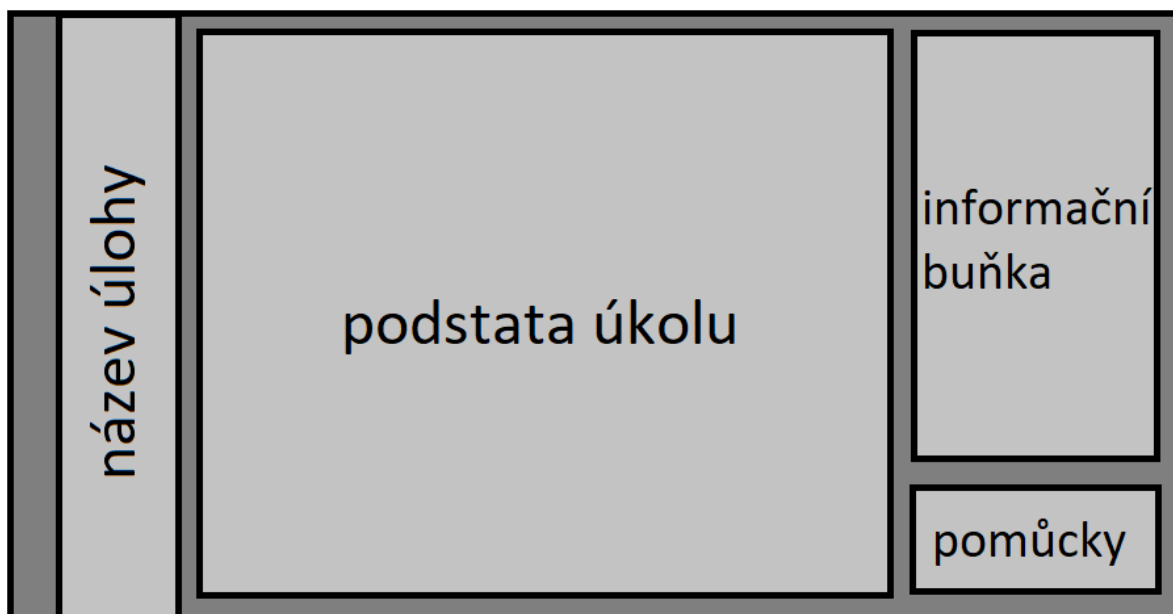 název úlohy
podstata úkolu
informační
buňka
pomůcky